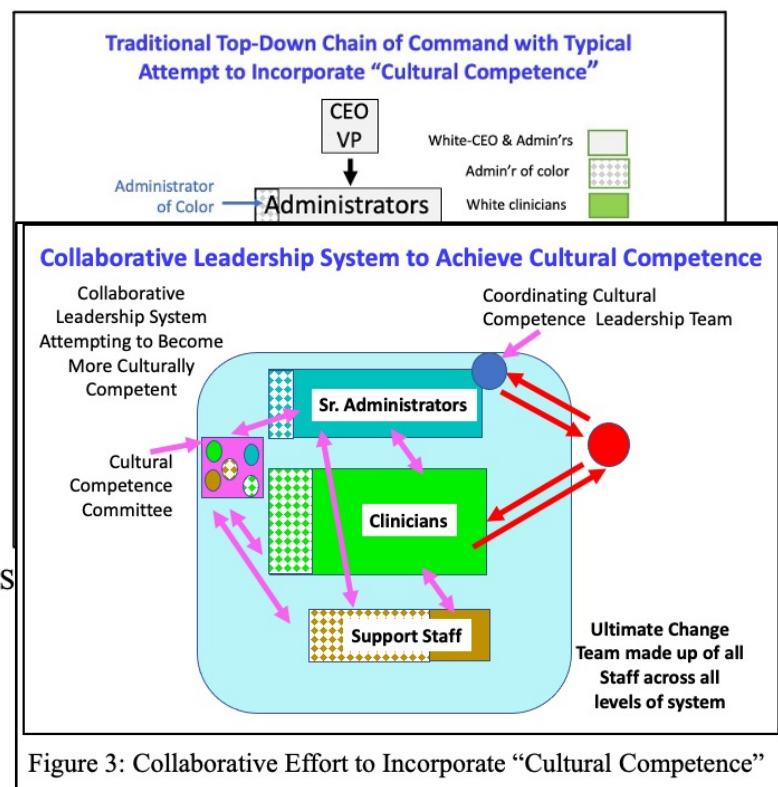 Traditional Top-Down Chain of Command with Typical
Attempt to Incorporate “Cultural Competence”
CEO
VP
White-CEO & Admin'rs
Admin'r of color
White clinicians
Administrator
of Color
Administrators
Collaborative Leadership System to Achieve Cultural Competence
Collaborative
Leadership System
Attempting to Become
More Culturally
Competent
Coordinating Cultural
Competence Leadership Team
Sr. Administrators
Cultural
Competence
Committee
Clinicians
S
Support Staff
Ultimate Change
Team made up of all
Staff across all
levels of system
Figure 3: Collaborative Effort to Incorporate “Cultural Competence”